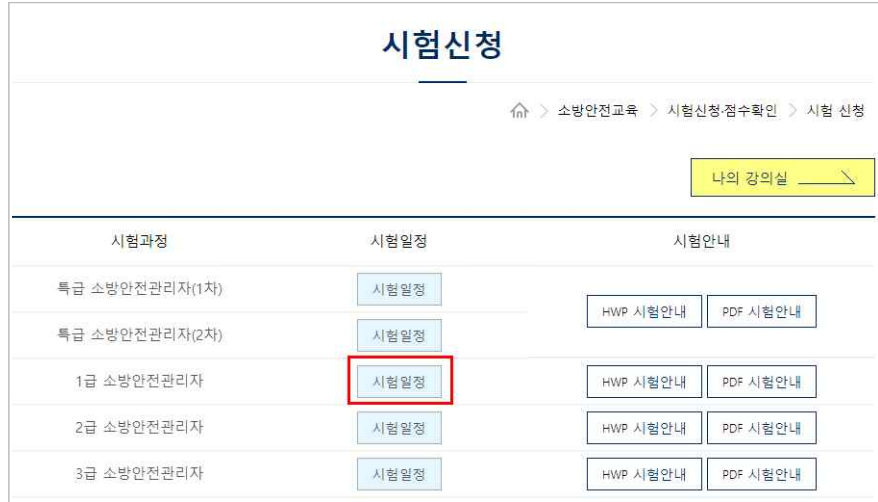 시험신청
소방안전교육 > 시험신청·점수확인 > 시험 신청
나의 강의실
시험과정 시험일정 시험안내
특급 소방안전관리자(1차) 시험일정
HWP 시험안내 PDF 시험안내
특급 소방안전관리자(2차) 시험일정
1급 소방안전관리자 시험일정 HWP 시험안내 PDF 시험안내
2급 소방안전관리자 시험일정 HWP 시험안내 PDF 시험안내
3급 소방안전관리자 시험일정 HWP 시험안내 PDF 시험안내